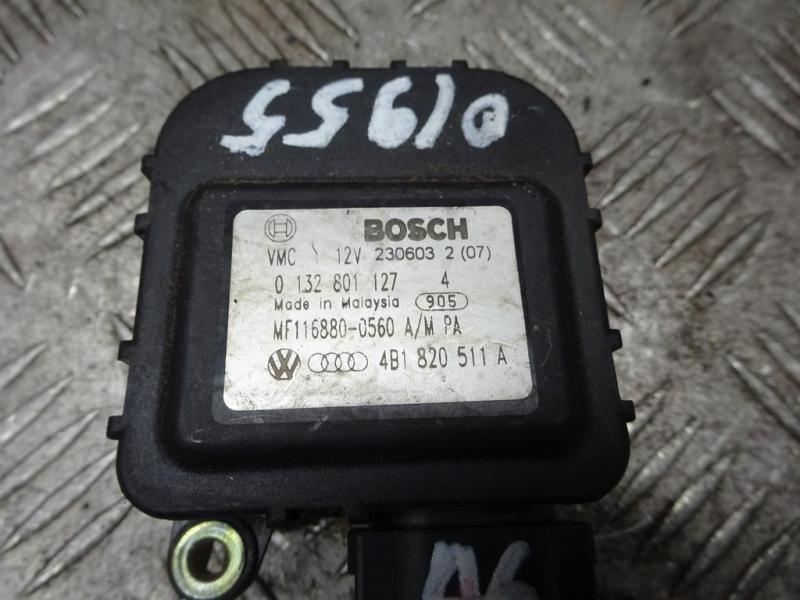 01955
BOSCH
VMC 12V 230603 2 (07)
0 132 801 127 4
Made in Malaysia 905
MF116880-0560 A/M PA
4B1 820 511 A
A6